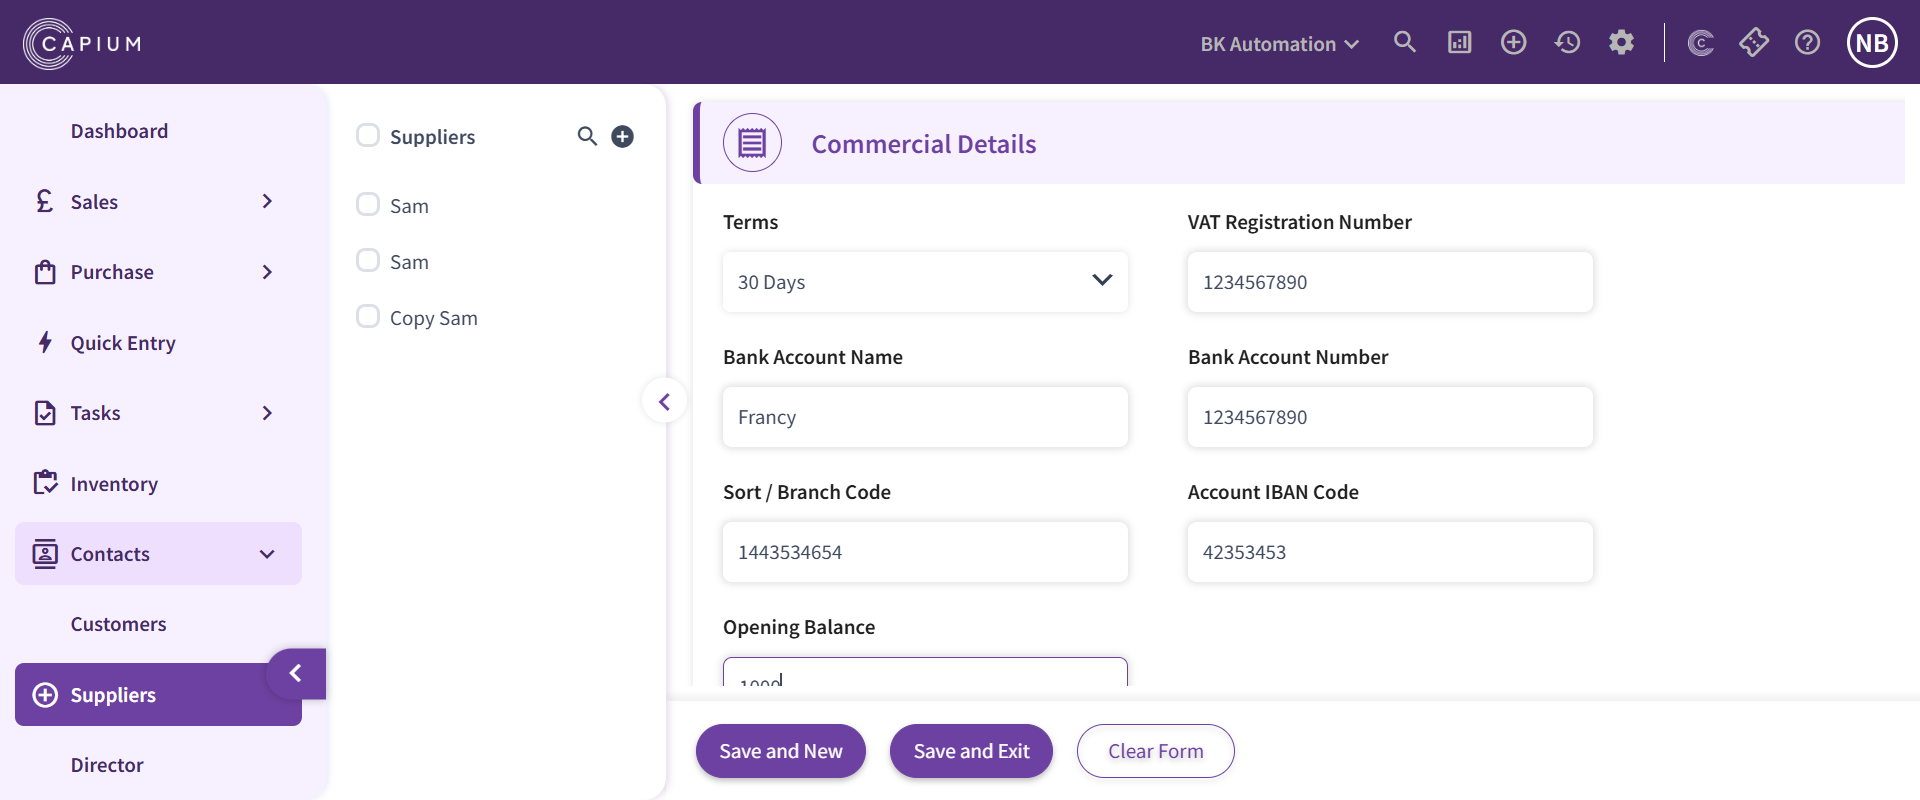 CAPIUM
BK Automation
NB
Dashboard
Sales
Purchase
Quick Entry
Tasks
Inventory
Contacts
Customers
Suppliers
Director
Suppliers
Sam
Sam
Copy Sam
Commercial Details
Terms
30 Days
VAT Registration Number
1234567890
Bank Account Name
Francy
Bank Account Number
1234567890
Sort / Branch Code
1443534654
Account IBAN Code
42353453
Opening Balance
1000
Save and New
Save and Exit
Clear Form